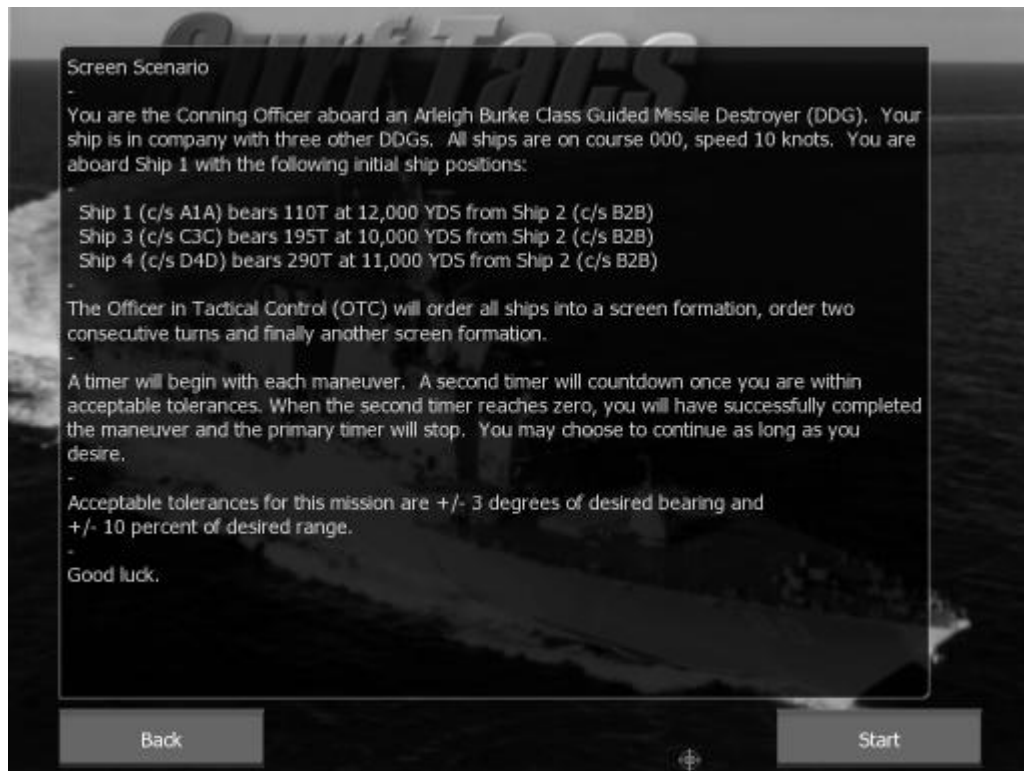 Surf Tacs
Screen Scenario
-
You are the Conning Officer aboard an Arleigh Burke Class Guided Missile Destroyer (DDG). Your
ship is in company with three other DDGs. All ships are on course 000, speed 10 knots. You are
aboard Ship 1 with the following initial ship positions:
-
Ship 1 (c/s A1A) bears 110T at 12,000 YDS from Ship 2 (c/s B2B)
Ship 3 (c/s C3C) bears 195T at 10,000 YDS from Ship 2 (c/s B2B)
Ship 4 (c/s D4D) bears 290T at 11,000 YDS from Ship 2 (c/s B2B)
-
The Officer in Tactical Control (OTC) will order all ships into a screen formation, order two
consecutive turns and finally another screen formation.
-
A timer will begin with each maneuver. A second timer will countdown once you are within
acceptable tolerances. When the second timer reaches zero, you will have successfully completed
the maneuver and the primary timer will stop. You may choose to continue as long as you
desire.
-
Acceptable tolerances for this mission are +/- 3 degrees of desired bearing and
+/- 10 percent of desired range.
-
Good luck.
Back
Start